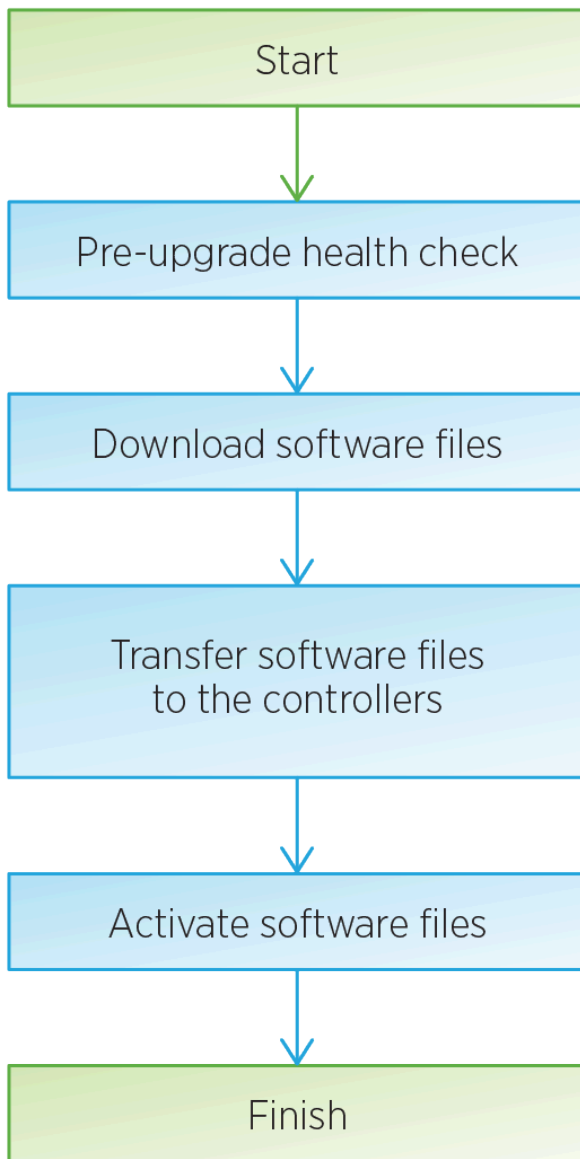 Start
Pre-upgrade health check
Download software files
Transfer software files
to the controllers
Activate software files
Finish